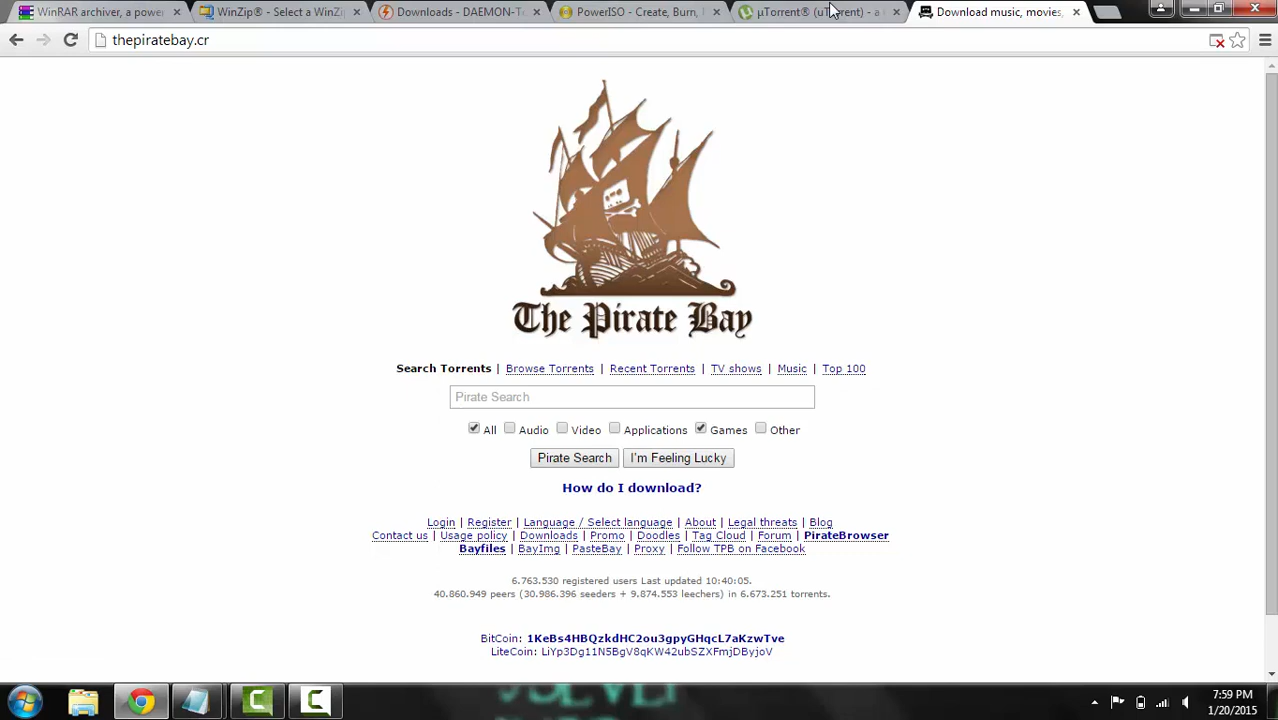 WinRAR archiver, a powe
WinZip® - Select a WinZi
Downloads - DAEMON-To
PowerISO - Create, Burn,
µTorrent® (uTorrent) - a
Download music, movies,
thepiratebay.cr
The Pirate Bay
Search Torrents | Browse Torrents | Recent Torrents | TV shows | Music | Top 100
Pirate Search
All Audio Video Applications Games Other
Pirate Search I'm Feeling Lucky
How do I download?
Login | Register | Language / Select language | About | Legal threats | Blog
Contact us | Usage policy | Downloads | Promo | Doodles | Tag Cloud | Forum | PirateBrowser
Bayfiles | BayImg | PasteBay | Proxy | Follow TPB on Facebook
6.763.530 registered users Last updated 10:40:05.
40.860.949 peers (30.986.396 seeders + 9.874.553 leechers) in 6.673.251 torrents.
BitCoin: 1KeBs4HBQzkdHC2ou3gpyGHqcL7aKzwTve
LiteCoin: LiYp3Dg11N5BgV8qKW42ubSZXFmjDByjoV
7:59 PM
1/20/2015